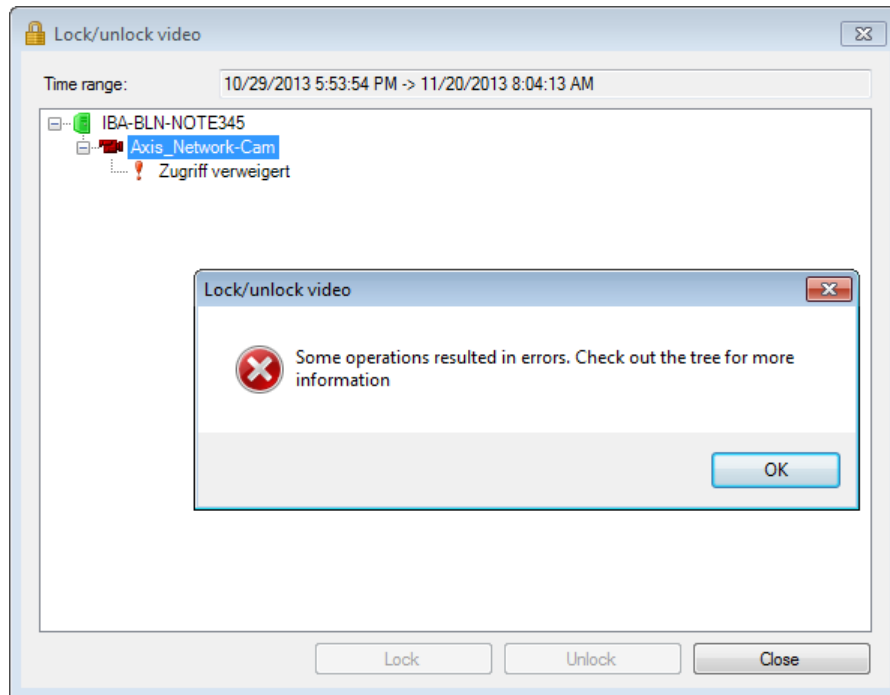 Lock/unlock video
Time range: 10/29/2013 5:53:54 PM -> 11/20/2013 8:04:13 AM
IBA-BLN-NOTE345
Axis_Network-Cam
Zugriff verweigert
Lock/unlock video
Some operations resulted in errors. Check out the tree for more
information
OK
Lock Unlock Close